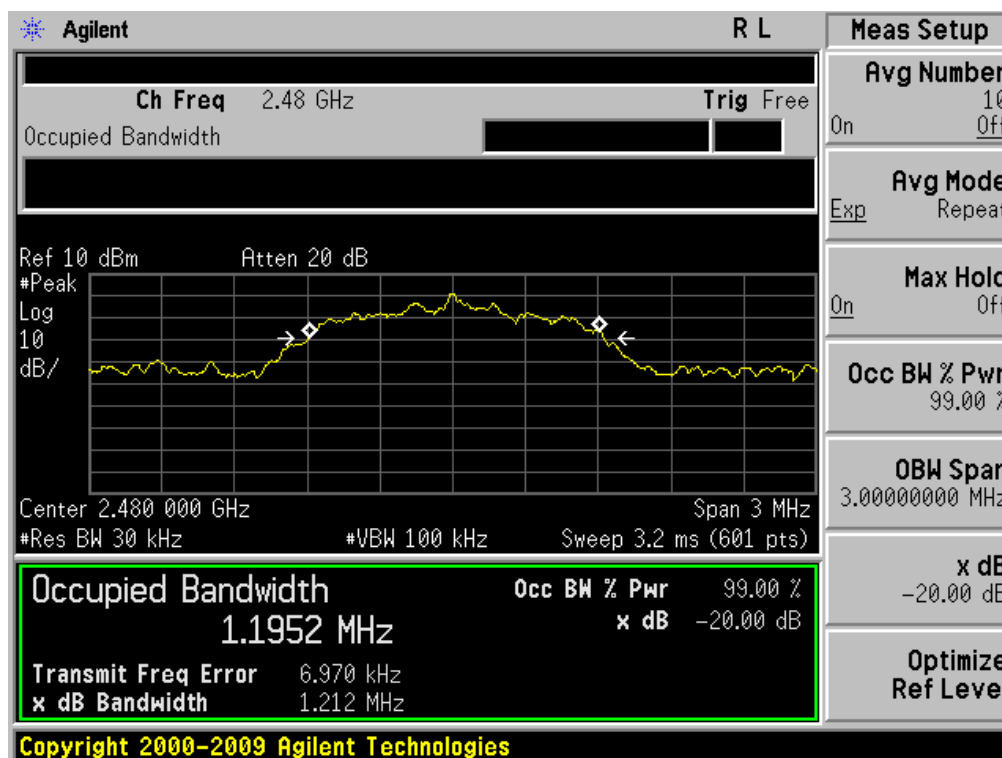 Agilent R L
Ch Freq 2.48 GHz Trig Free
Occupied Bandwidth
Ref 10 dBm Atten 20 dB
#Peak
Log
10
dB/
Center 2.480 000 GHz Span 3 MHz
#Res BW 30 kHz #VBW 100 kHz Sweep 3.2 ms (601 pts)
Occupied Bandwidth
1.1952 MHz
Occ BW % Pwr 99.00 %
x dB -20.00 dB
Transmit Freq Error 6.970 kHz
x dB Bandwidth 1.212 MHz
Copyright 2000-2009 Agilent Technologies
Meas Setup
Avg Number
10
On Off
Avg Mode
Exp Repeat
Max Hold
On Off
Occ BW % Pwr
99.00 %
OBW Span
3.00000000 MHz
x dB
-20.00 dB
Optimize
Ref Level